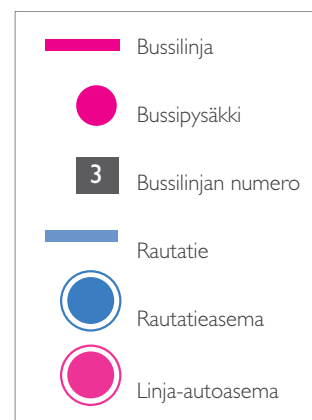 Bussilinja
Bussipysäkki
3 Bussilinjan numero
Rautatie
Rautatieasema
Linja-autoasema